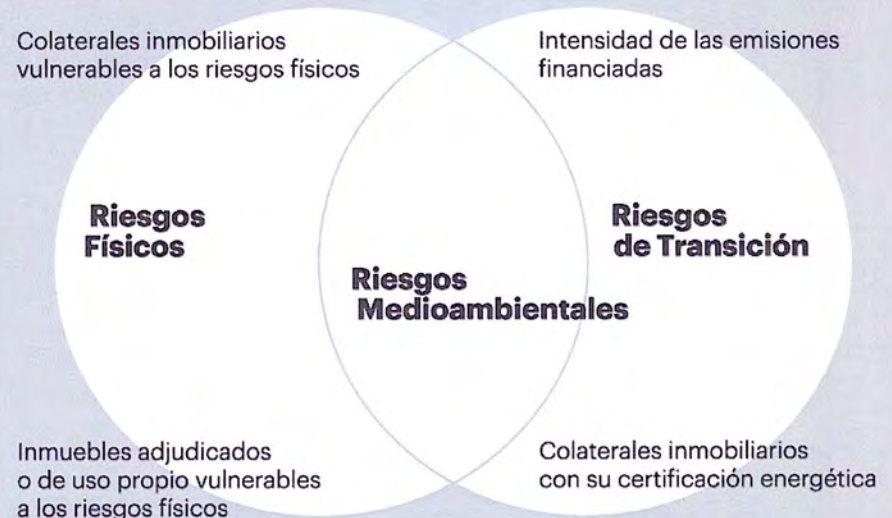 Colaterales inmobiliarios
vulnerables a los riesgos físicos
Intensidad de las emisiones
financiadas
Riesgos
Físicos
Riesgos
de Transición
Riesgos
Medioambientales
Inmuebles adjudicados
o de uso propio vulnerables
a los riesgos físicos
Colaterales inmobiliarios
con su certificación energética